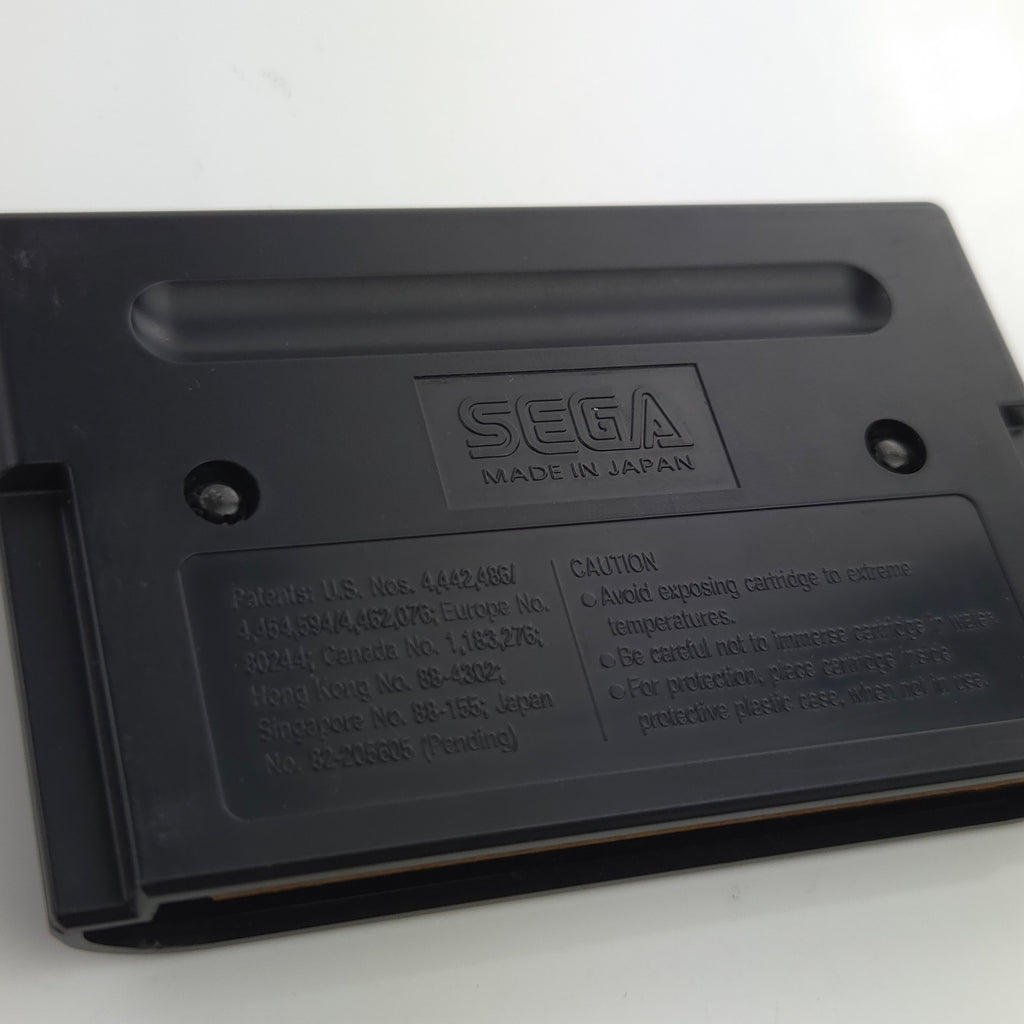 SEGA
MADE IN JAPAN
Patents: U.S. Nos. 4,442,486/
4,454,594/4,462,076; Europe No.
80244; Canada No. 1,183,276;
Hong Kong No. 88-4302;
Singapore No. 88-155; Japan
No. 82-205605 (Pending)
CAUTION
● Avoid exposing cartridge to extreme
temperatures.
● Be careful not to immerse cartridge in water.
● For protection, place cartridge inside
protective plastic case, when not in use.